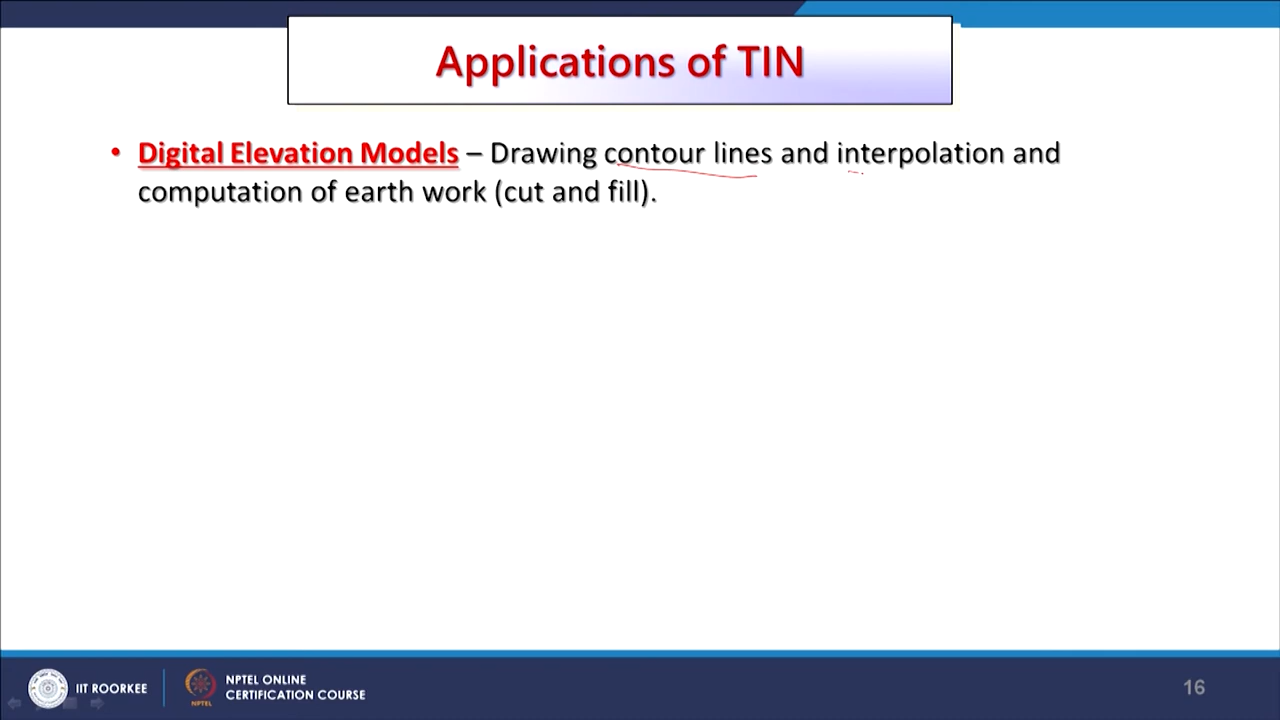 Applications of TIN
• Digital Elevation Models – Drawing contour lines and interpolation and
computation of earth work (cut and fill).
IIT ROORKEE
NPTEL ONLINE
CERTIFICATION COURSE
NPTEL
16